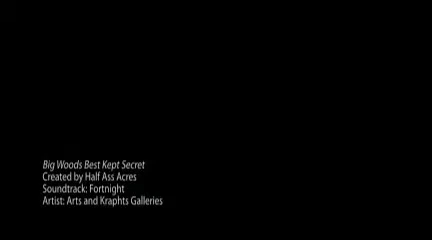 Big Woods Best Kept Secret
Created by Half Ass Acres
Soundtrack: Fortnight
Artist: Arts and Kraphts Galleries